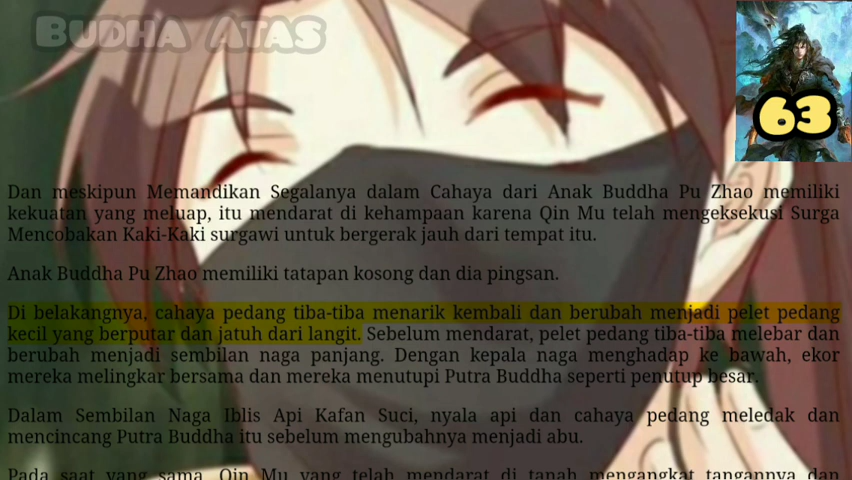 Budha Atas
63
Dan meskipun Memandikan Segalanya dalam Cahaya dari Anak Buddha Pu Zhao memiliki
kekuatan yang meluap, itu mendarat di kehampaan karena Qin Mu telah mengeksekusi Surga
Mencobakan Kaki-Kaki surgawi untuk bergerak jauh dari tempat itu.
Anak Buddha Pu Zhao memiliki tatapan kosong dan dia pingsan.
Di belakangnya, cahaya pedang tiba-tiba menarik kembali dan berubah menjadi pelet pedang
kecil yang berputar dan jatuh dari langit. Sebelum mendarat, pelet pedang tiba-tiba melebar dan
berubah menjadi sembilan naga panjang. Dengan kepala naga menghadap ke bawah, ekor
mereka melingkar bersama dan mereka menutupi Putra Buddha seperti penutup besar.
Dalam Sembilan Naga Iblis Api Kafan Suci, nyala api dan cahaya pedang meledak dan
mencincang Putra Buddha itu sebelum mengubahnya menjadi abu.
Pada saat yang sama, Qin Mu yang telah mendarat di tanah mengangkat tangannya dan